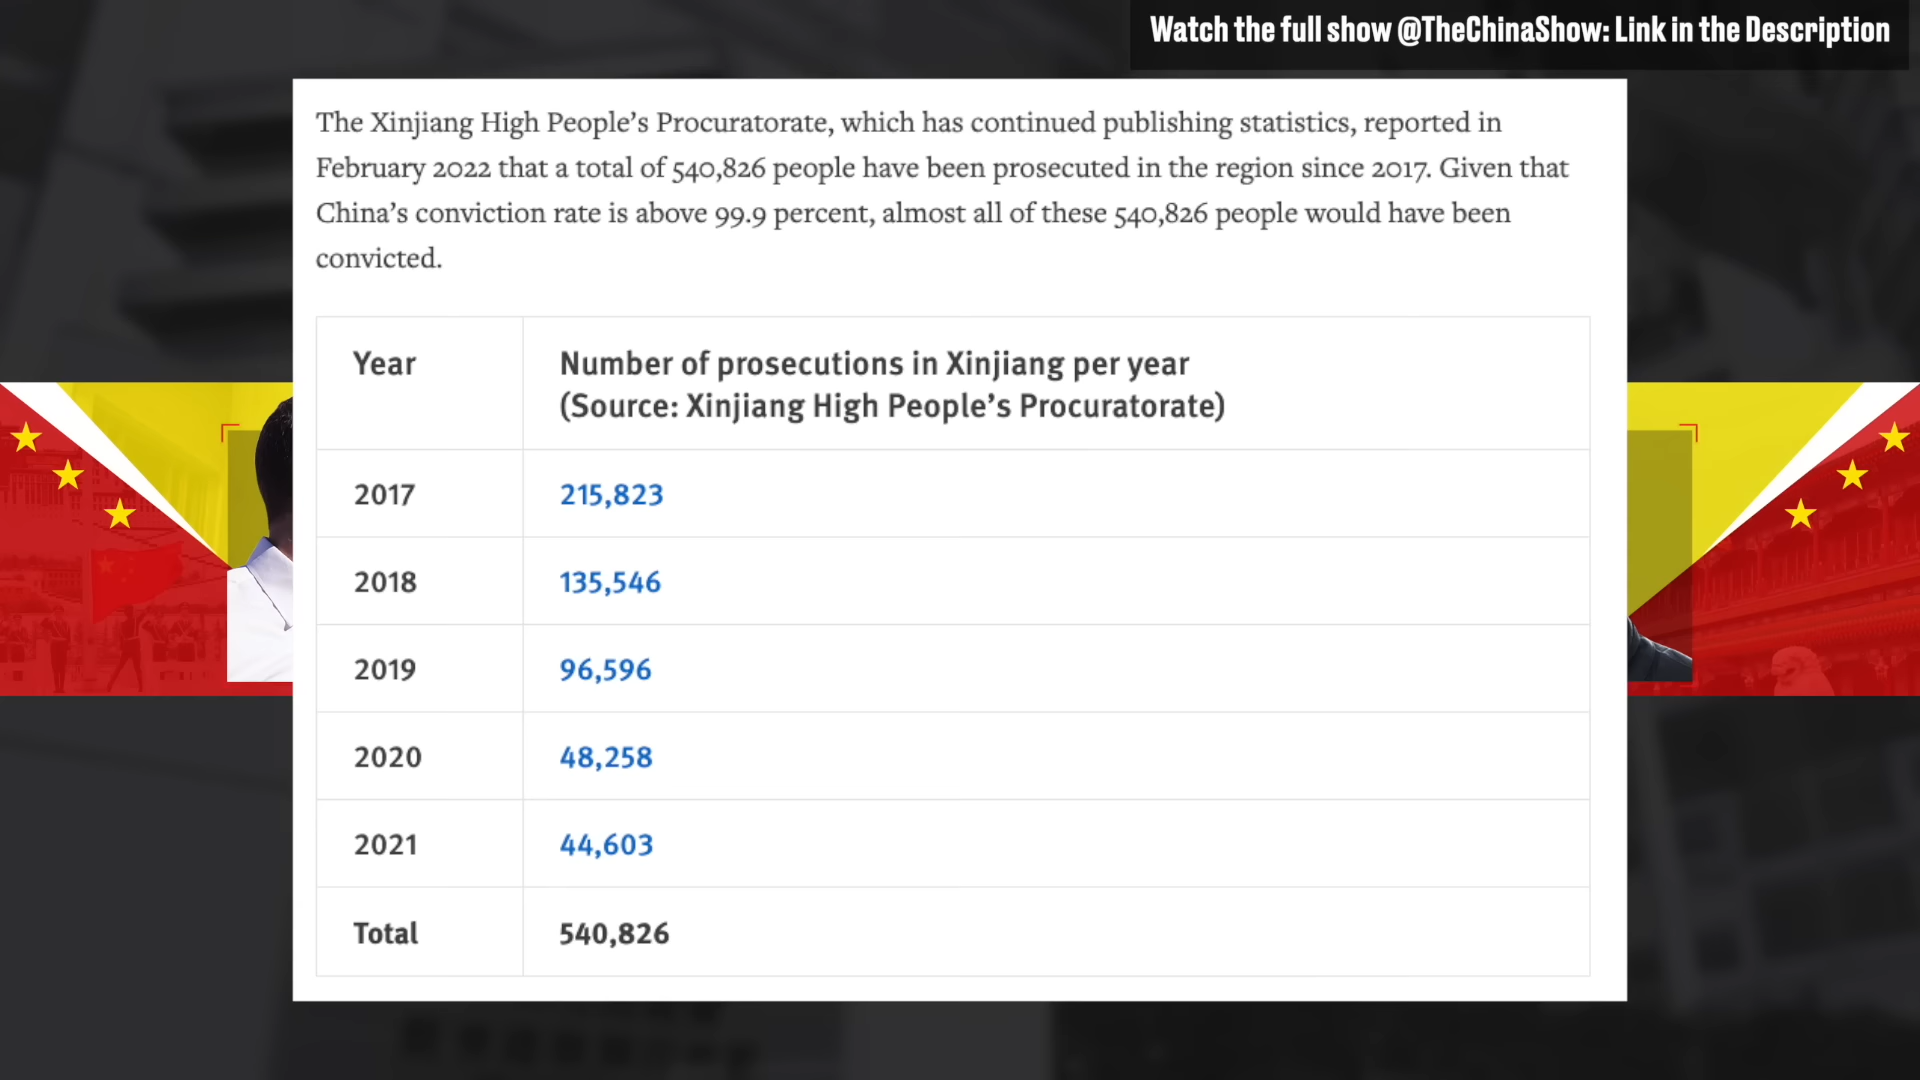 Watch the full show @TheChinaShow: Link in the Description
The Xinjiang High People’s Procuratorate, which has continued publishing statistics, reported in
February 2022 that a total of 540,826 people have been prosecuted in the region since 2017. Given that
China’s conviction rate is above 99.9 percent, almost all of these 540,826 people would have been
convicted.
Year
Number of prosecutions in Xinjiang per year
(Source: Xinjiang High People’s Procuratorate)
2017
215,823
2018
135,546
2019
96,596
2020
48,258
2021
44,603
Total
540,826